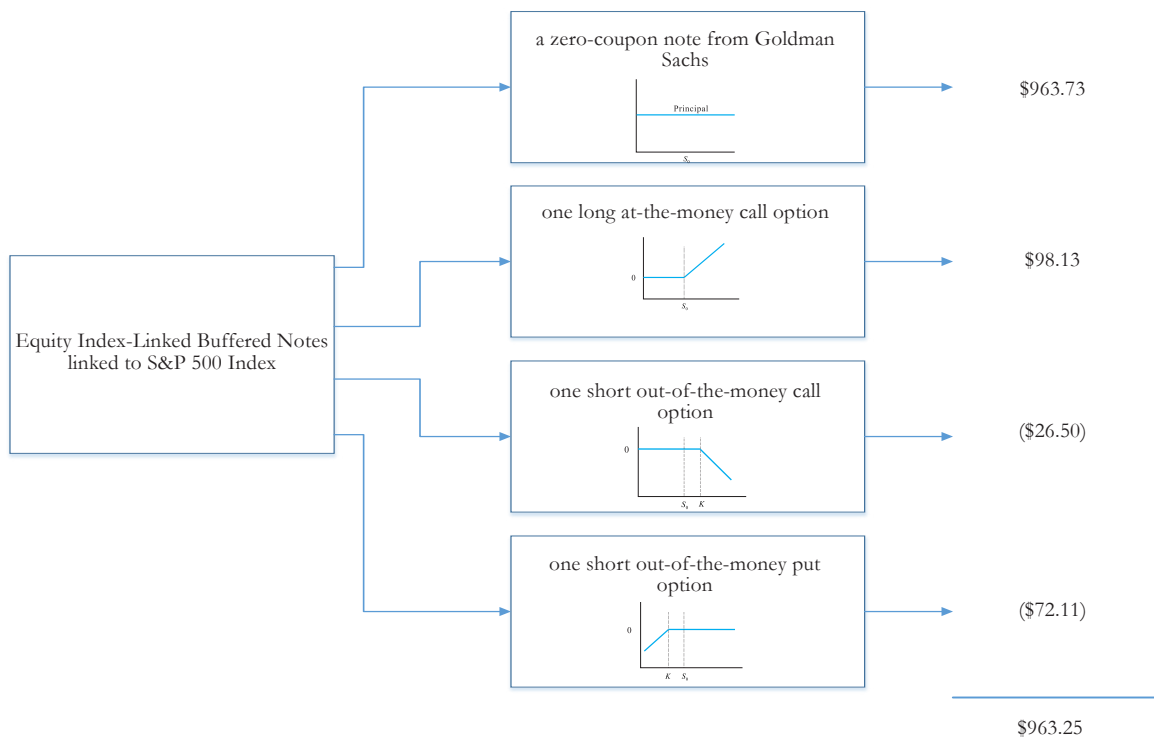 a zero-coupon note from Goldman
Sachs
Principal
S₀
$963.73
one long at-the-money call option
0
S₀
$98.13
Equity Index-Linked Buffered Notes
linked to S&P 500 Index
one short out-of-the-money call
option
0
S₀ K
($26.50)
one short out-of-the-money put
option
0
K S₀
($72.11)
$963.25